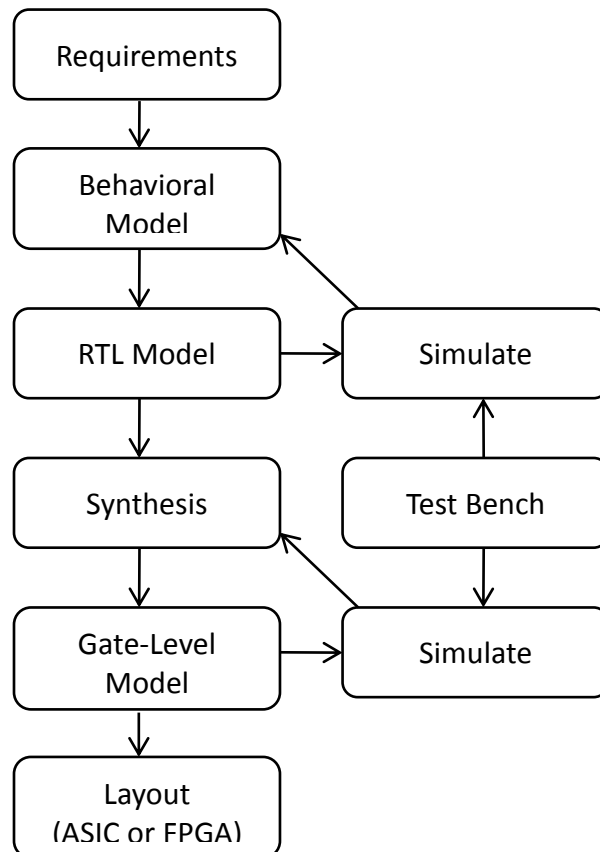 Requirements
Behavioral
Model
RTL Model
Simulate
Synthesis
Test Bench
Gate-Level
Model
Simulate
Layout
(ASIC or FPGA)